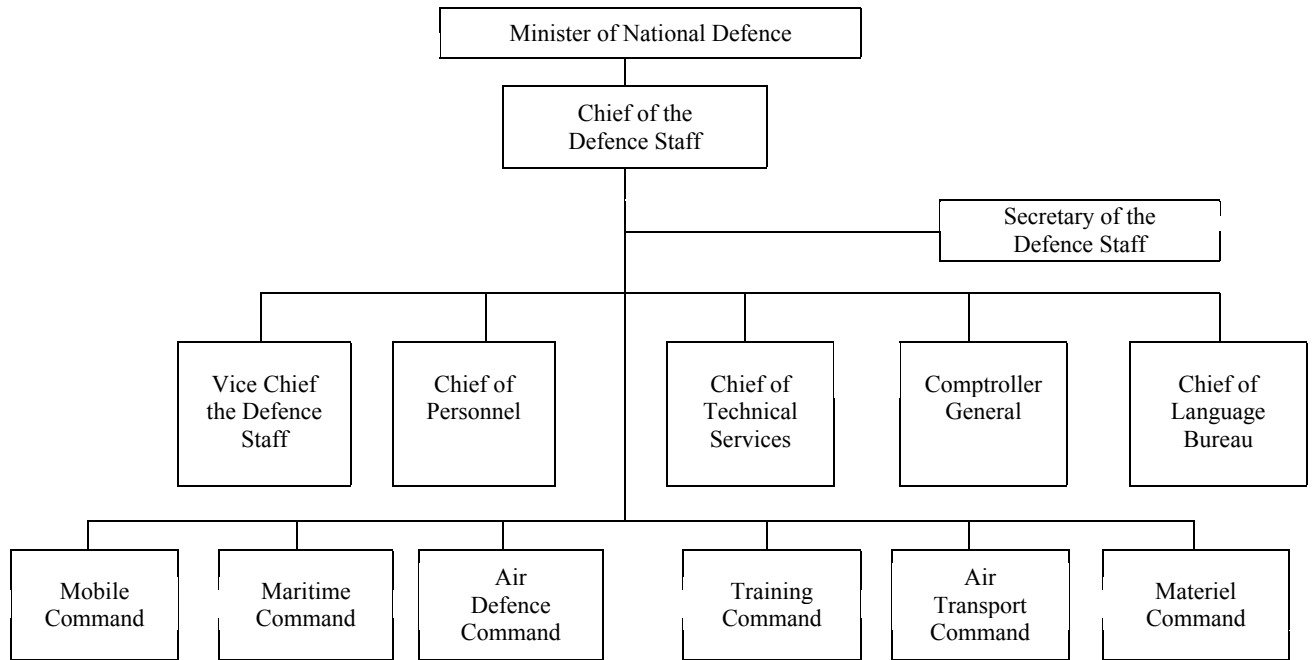 Minister of National Defence
Chief of the
Defence Staff
Secretary of the
Defence Staff
Vice Chief
the Defence
Staff
Chief of
Personnel
Chief of
Technical
Services
Comptroller
General
Chief of
Language
Bureau
Mobile
Command
Maritime
Command
Air
Defence
Command
Training
Command
Air
Transport
Command
Materiel
Command